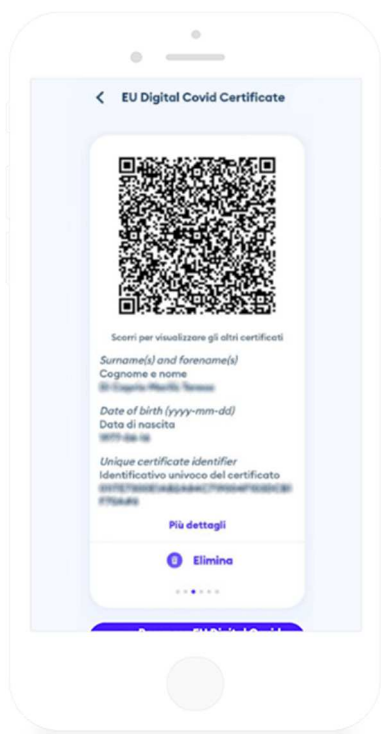 EU Digital Covid Certificate
Scorri per visualizzare gli altri certificati
Surname(s) and forename(s)
Cognome e nome
Date of birth (yyyy-mm-dd)
Data di nascita
Unique certificate identifier
Identificativo univoco del certificato
Più dettagli
Elimina